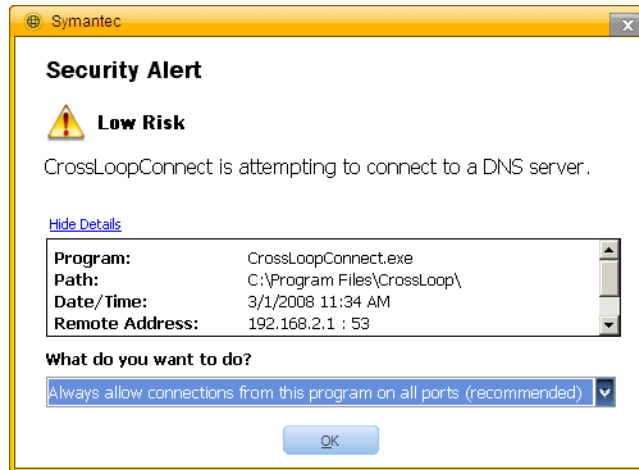 Symantec
Security Alert
Low Risk
CrossLoopConnect is attempting to connect to a DNS server.
Hide Details
Program: CrossLoopConnect.exe
Path: C:\Program Files\CrossLoop\
Date/Time: 3/1/2008 11:34 AM
Remote Address: 192.168.2.1 : 53
What do you want to do?
Always allow connections from this program on all ports (recommended)
OK